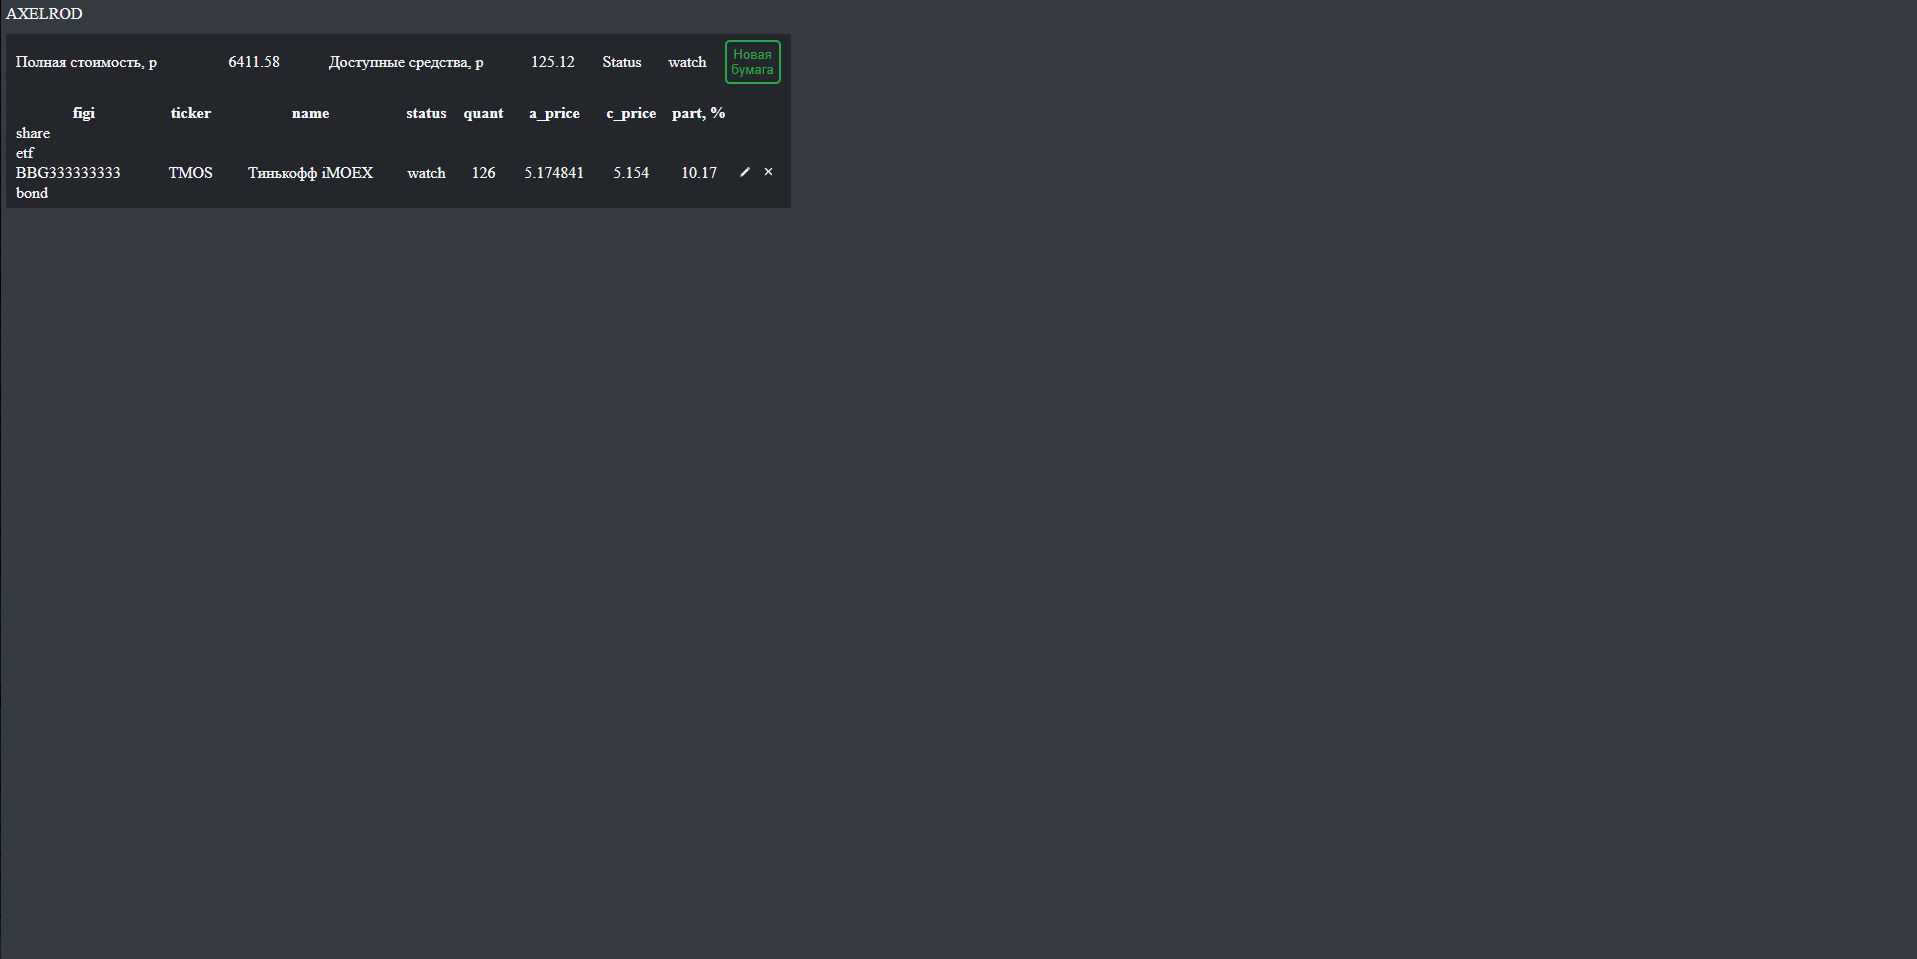 AXELROD
Полная стоимость, р 6411.58 Доступные средства, р 125.12 Status watch Новая
бумага
figi ticker name status quant a_price c_price part, %
share
etf
BBG333333333 TMOS Тинькофф iMOEX watch 126 5.174841 5.154 10.17
bond